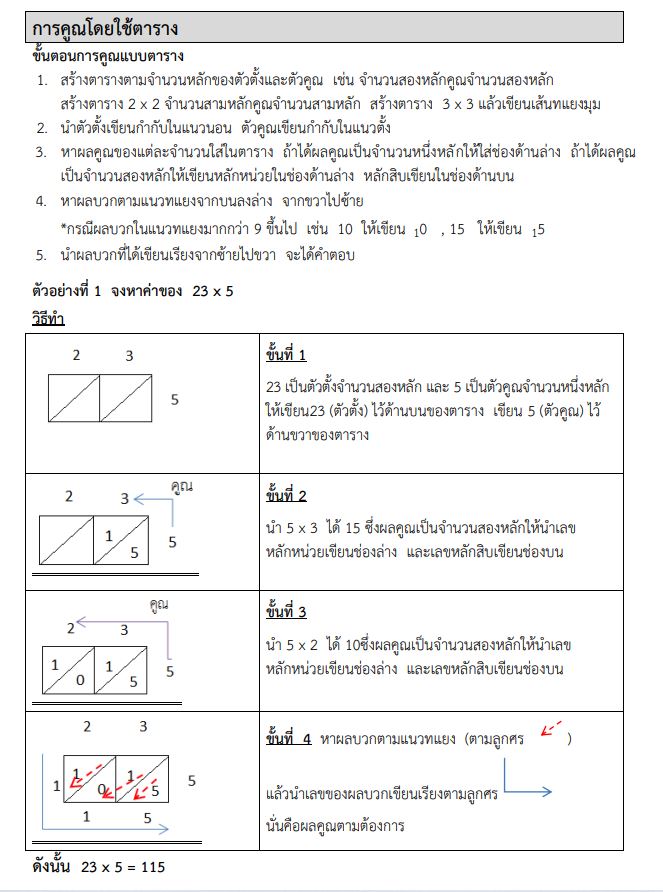 การคูณโดยใช้ตาราง
ขั้นตอนการคูณแบบตาราง
1. สร้างตารางตามจำนวนหลักของตัวตั้งและตัวคูณ เช่น จำนวนสองหลักคูณจำนวนสองหลัก
สร้างตาราง 2 x 2 จำนวนสามหลักคูณจำนวนสามหลัก สร้างตาราง 3 x 3 แล้วเขียนเส้นทแยงมุม
2. นำตัวตั้งเขียนกำกับในแนวนอน ตัวคูณเขียนกำกับในแนวตั้ง
3. หาผลคูณของแต่ละจำนวนใส่ในตาราง ถ้าได้ผลคูณเป็นจำนวนหนึ่งหลักให้ใส่ช่องด้านล่าง ถ้าได้ผลคูณ
เป็นจำนวนสองหลักให้เขียนหลักหน่วยในช่องด้านล่าง หลักสิบเขียนในช่องด้านบน
4. หาผลบวกตามแนวทแยงจากบนลงล่าง จากขวาไปซ้าย
*กรณีผลบวกในแนวทแยงมากกว่า 9 ขึ้นไป เช่น 10 ให้เขียน ₁0 , 15 ให้เขียน ₁5
5. นำผลบวกที่ได้เขียนเรียงจากซ้ายไปขวา จะได้คำตอบ
ตัวอย่างที่ 1 จงหาค่าของ 23 x 5
วิธีทำ
2 3
5
ขั้นที่ 1
23 เป็นตัวตั้งจำนวนสองหลัก และ 5 เป็นตัวคูณจำนวนหนึ่งหลัก
ให้เขียน23 (ตัวตั้ง) ไว้ด้านบนของตาราง เขียน 5 (ตัวคูณ) ไว้
ด้านขวาของตาราง
คูณ
2 3
1
5 5
ขั้นที่ 2
นำ 5 x 3 ได้ 15 ซึ่งผลคูณเป็นจำนวนสองหลักให้นำเลข
หลักหน่วยเขียนช่องล่าง และเลขหลักสิบเขียนช่องบน
คูณ
2 3
1 1
0 5 5
ขั้นที่ 3
นำ 5 x 2 ได้ 10ซึ่งผลคูณเป็นจำนวนสองหลักให้นำเลข
หลักหน่วยเขียนช่องล่าง และเลขหลักสิบเขียนช่องบน
2 3
1 1
1 0 5 5
1 5
ขั้นที่ 4 หาผลบวกตามแนวทแยง (ตามลูกศร )
แล้วนำเลขของผลบวกเขียนเรียงตามลูกศร
นั่นคือผลคูณตามต้องการ
ดังนั้น 23 x 5 = 115